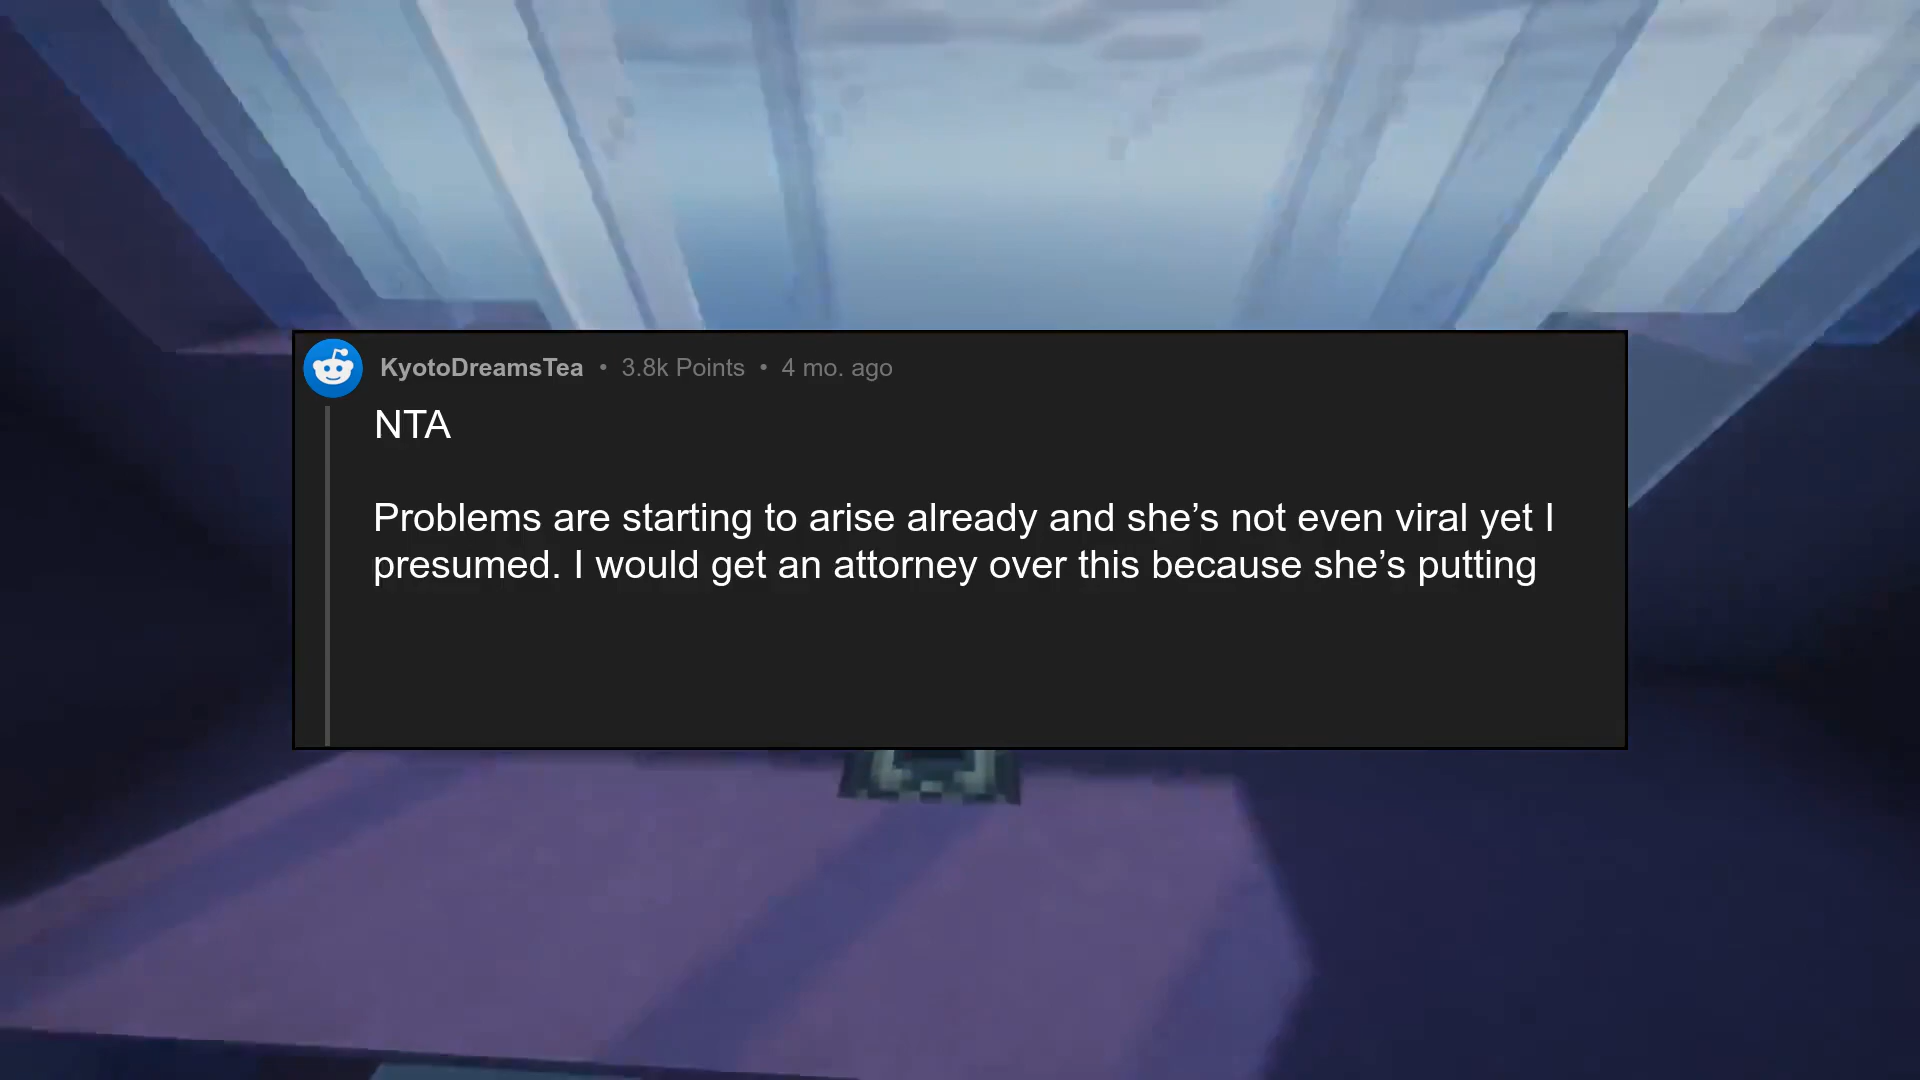 KyotoDreamsTea • 3.8k Points • 4 mo. ago
NTA
Problems are starting to arise already and she’s not even viral yet I
presumed. I would get an attorney over this because she’s putting